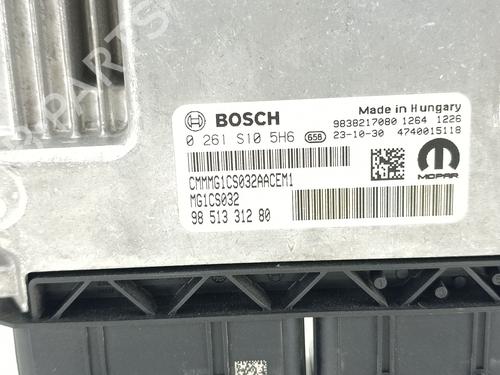 BOSCH
0 261 S10 5H6 658
Made in Hungary
9838217080 1264 1226
23-10-30 4740015118
CMMMG1CS032AACEM1
MG1CS032
98 513 312 80
MOPAR